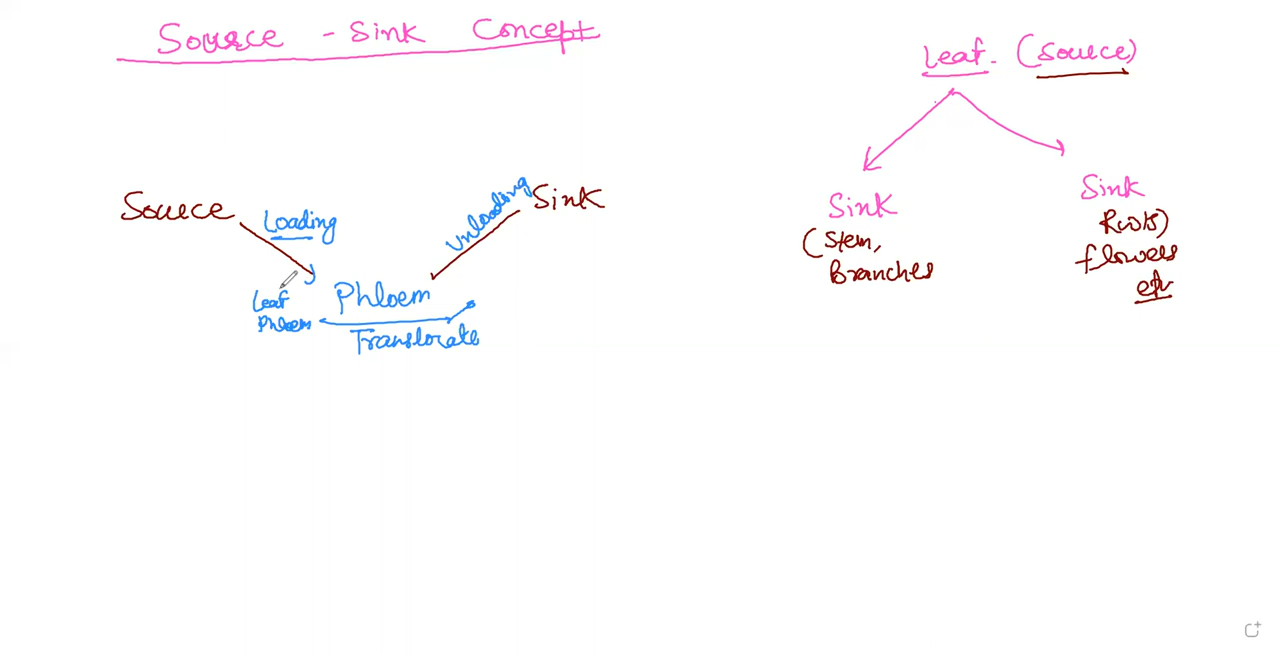 Source - Sink Concept
Source
Loading
Leaf
Phloem
Phloem
Translocate
Unloading
Sink
Leaf. (Source)
Sink
(Stem,
Branches
Sink
Roots)
flowers
etc